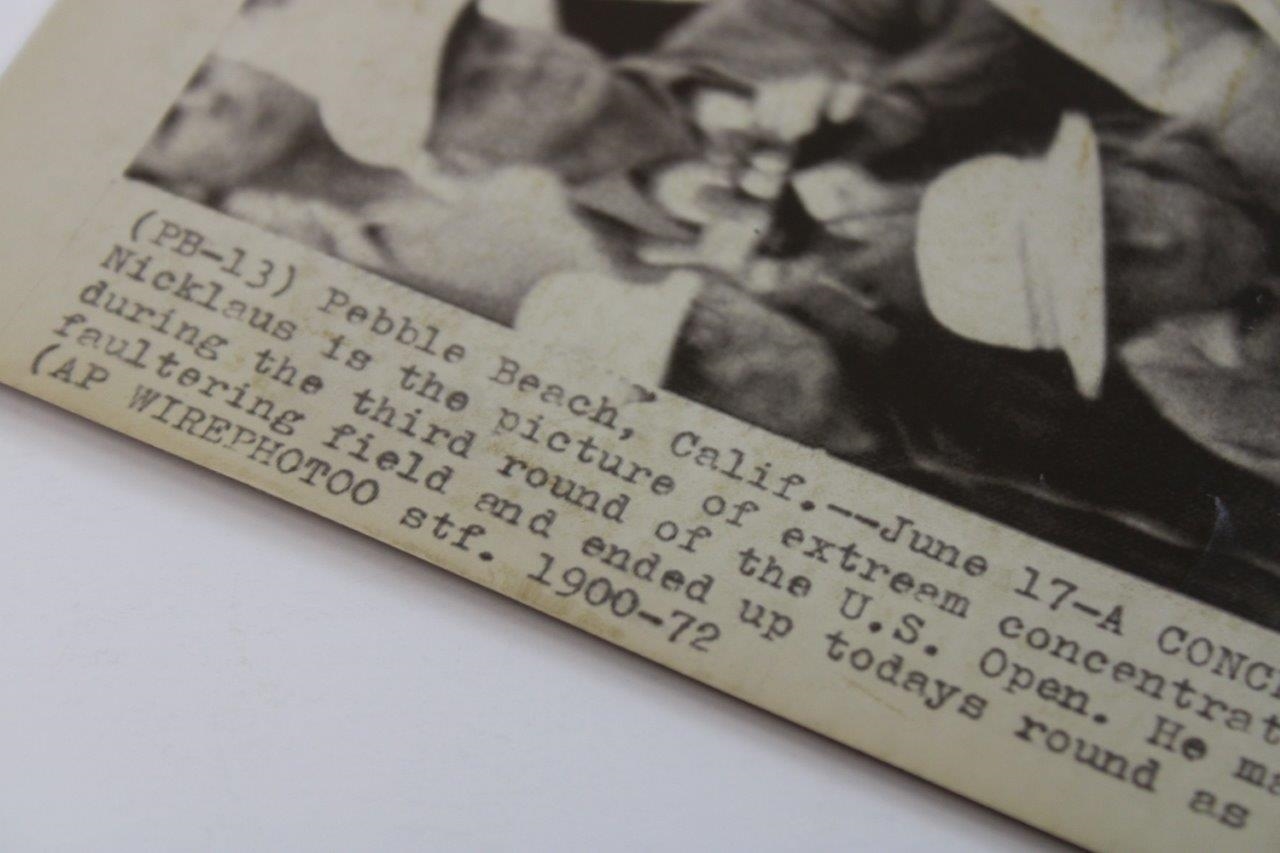 (PB-13) Pebble Beach, Calif.--June 17-A CONC
Nicklaus is the picture of extream concentrat
during the third round of the U.S. Open. He ma
faultering field and ended up todays round as
(AP WIREPHOTOO stf. 1900-72